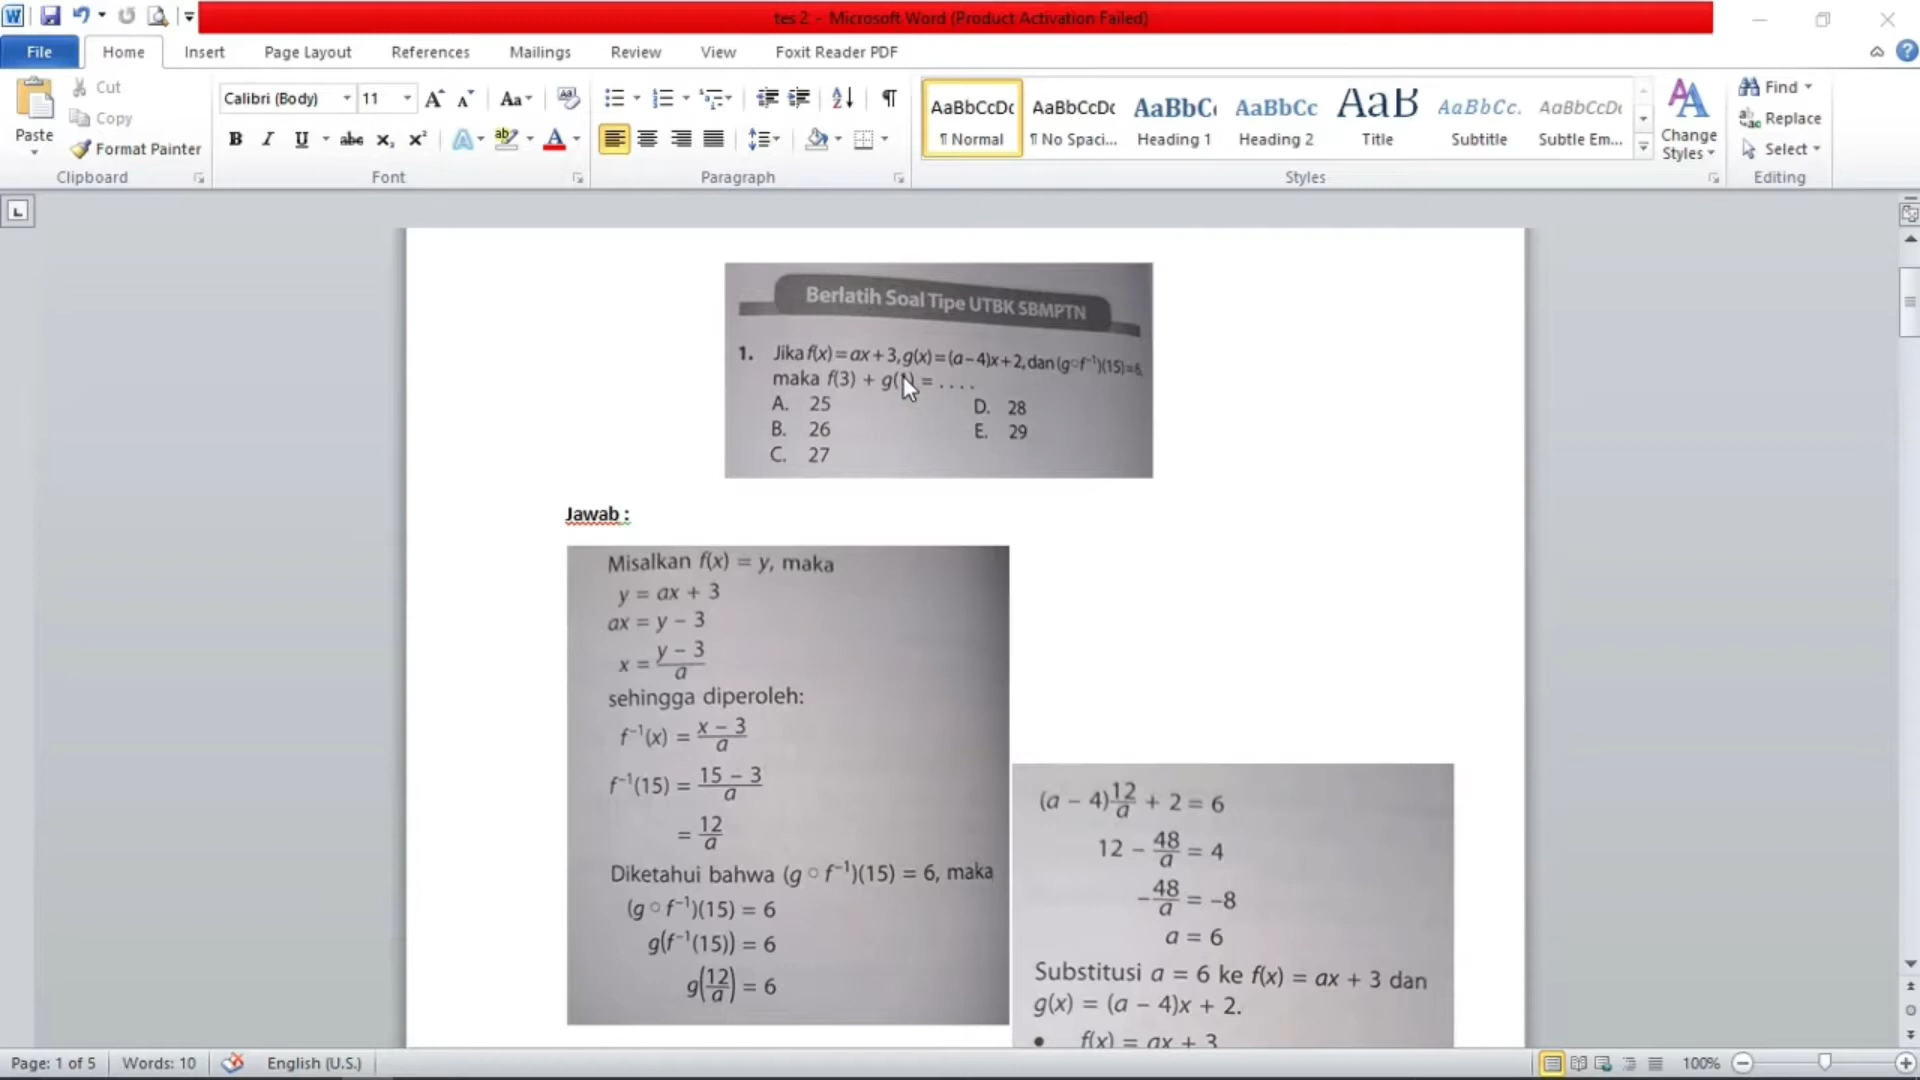 tes 2 - Microsoft Word (Product Activation Failed)
File Home Insert Page Layout References Mailings Review View Foxit Reader PDF
Paste
Cut
Copy
Format Painter
Clipboard
Calibri (Body) 11
Font
Paragraph
AaBbCcDc AaBbCcDc AaBbC AaBbCc AaB AaBbCc. AaBbCcDc
¶ Normal ¶ No Spaci... Heading 1 Heading 2 Title Subtitle Subtle Em...
Change
Styles
Styles
Find
Replace
Select
Editing
Berlatih Soal Tipe UTBK SBMPTN
1. Jika f(x) = ax + 3, g(x) = (a – 4)x + 2, dan (g ○ f⁻¹)(15) = 6,
maka f(3) + g( ) = . . . .
A. 25 D. 28
B. 26 E. 29
C. 27
Jawab :
Misalkan f(x) = y, maka
y = ax + 3
ax = y – 3
x = (y – 3)/a
sehingga diperoleh:
f⁻¹(x) = (x – 3)/a
f⁻¹(15) = (15 – 3)/a
= 12/a
Diketahui bahwa (g ○ f⁻¹)(15) = 6, maka
(g ○ f⁻¹)(15) = 6
g(f⁻¹(15)) = 6
g(12/a) = 6
(a – 4)12/a + 2 = 6
12 – 48/a = 4
–48/a = –8
a = 6
Substitusi a = 6 ke f(x) = ax + 3 dan
g(x) = (a – 4)x + 2.
• f(x) = ax + 3
Page: 1 of 5 Words: 10 English (U.S.) 100%